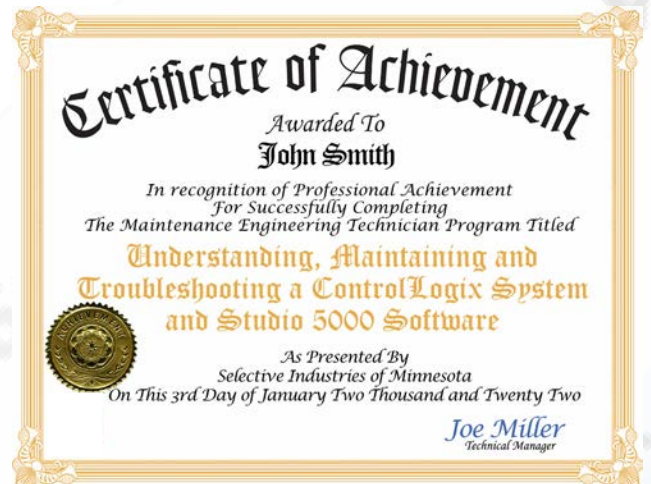 Certificate of Achievement
Awarded To
John Smith
In recognition of Professional Achievement
For Successfully Completing
The Maintenance Engineering Technician Program Titled
Understanding, Maintaining and
Troubleshooting a ControlLogix System
and Studio 5000 Software
ACHIEVEMENT
As Presented By
Selective Industries of Minnesota
On This 3rd Day of January Two Thousand and Twenty Two
Joe Miller
Technical Manager